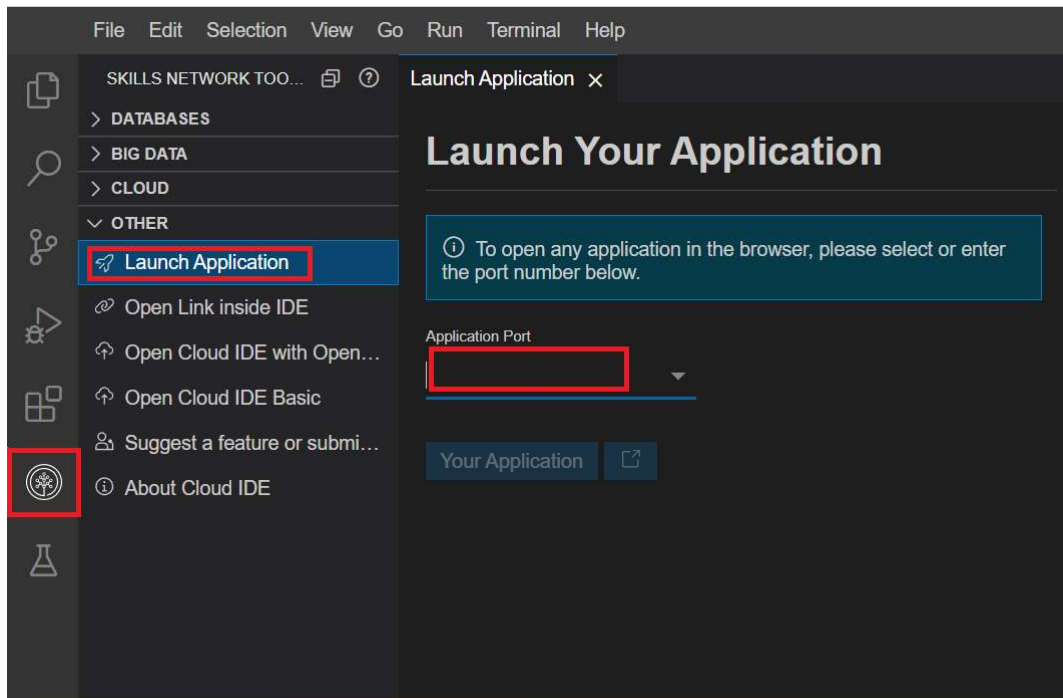 File Edit Selection View Go Run Terminal Help
SKILLS NETWORK TOO...
DATABASES
BIG DATA
CLOUD
OTHER
Launch Application
Open Link inside IDE
Open Cloud IDE with Open...
Open Cloud IDE Basic
Suggest a feature or submi...
About Cloud IDE
Launch Application
Launch Your Application
To open any application in the browser, please select or enter
the port number below.
Application Port
Your Application